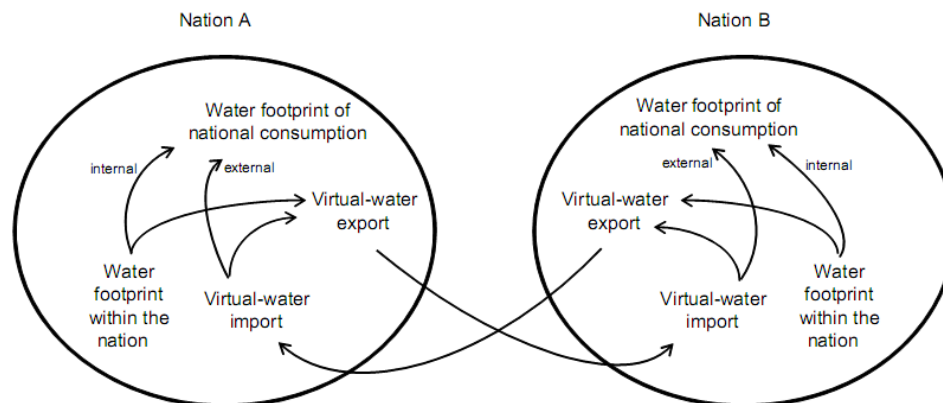 Nation A
Nation B
Water footprint of
national consumption
internal
external
Virtual-water
export
Water
footprint
within the
nation
Virtual-water
import
Water footprint of
national consumption
external
internal
Virtual-water
export
Virtual-water
import
Water
footprint
within the
nation